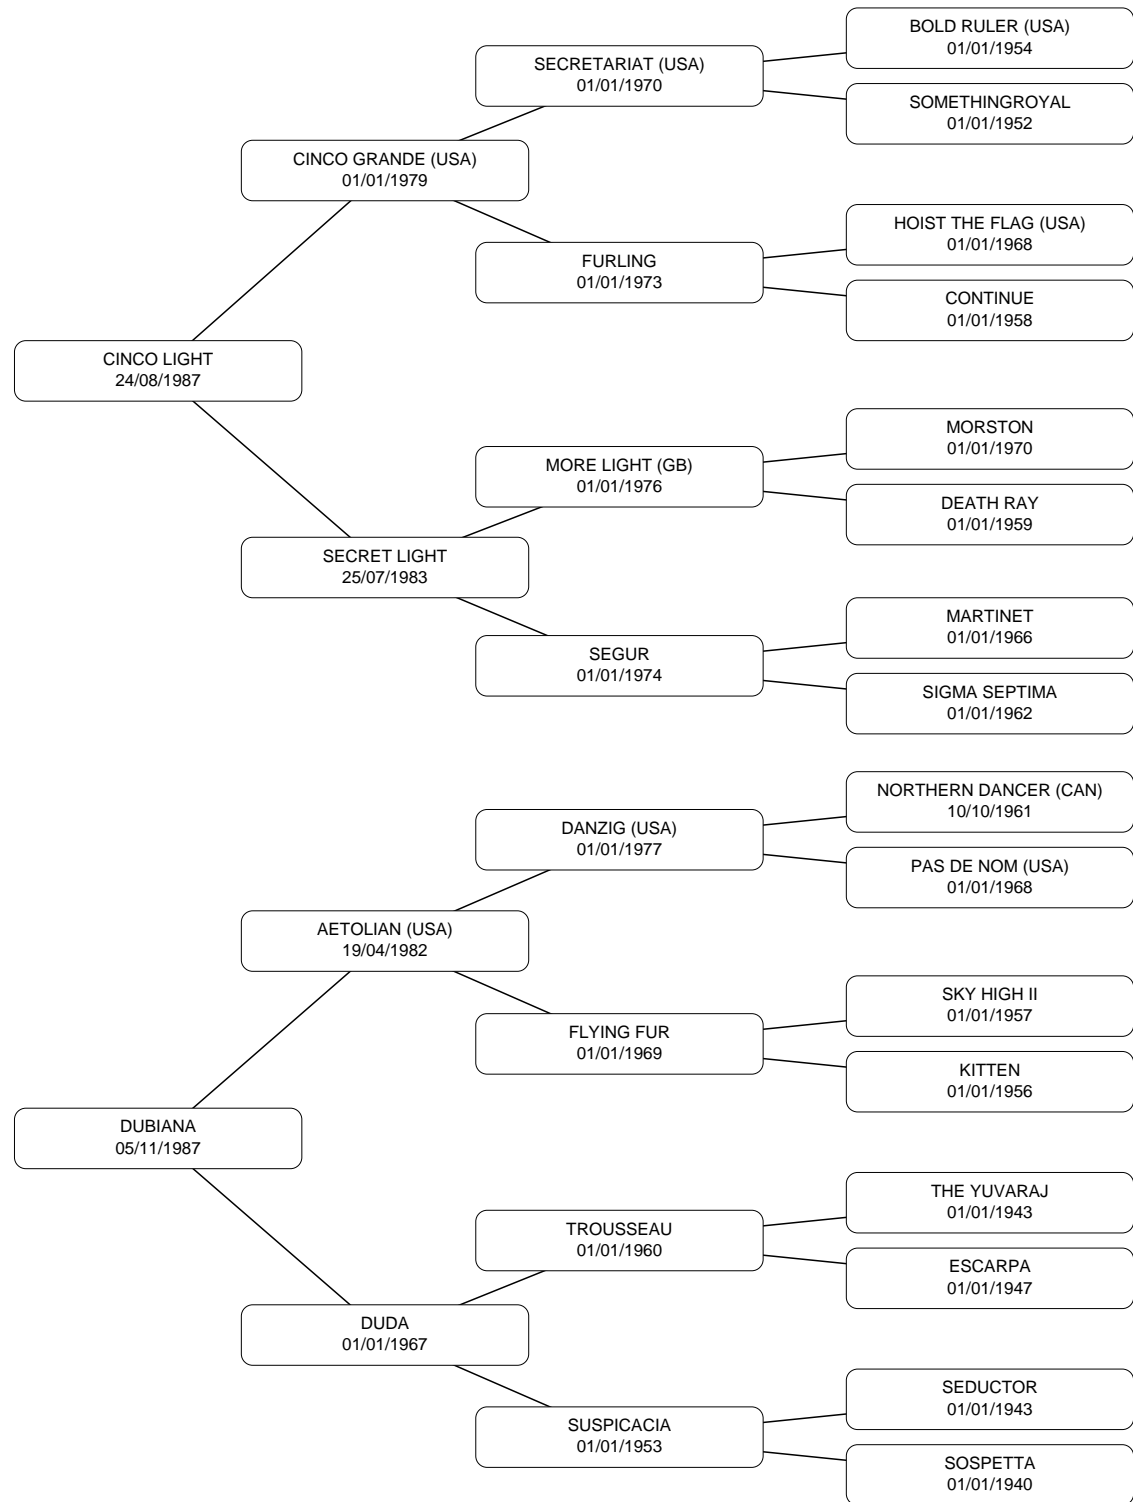 BOLD RULER (USA)
01/01/1954
SECRETARIAT (USA)
01/01/1970
SOMETHINGROYAL
01/01/1952
CINCO GRANDE (USA)
01/01/1979
HOIST THE FLAG (USA)
01/01/1968
FURLING
01/01/1973
CONTINUE
01/01/1958
CINCO LIGHT
24/08/1987
MORSTON
01/01/1970
MORE LIGHT (GB)
01/01/1976
DEATH RAY
01/01/1959
SECRET LIGHT
25/07/1983
MARTINET
01/01/1966
SEGUR
01/01/1974
SIGMA SEPTIMA
01/01/1962
NORTHERN DANCER (CAN)
10/10/1961
DANZIG (USA)
01/01/1977
PAS DE NOM (USA)
01/01/1968
AETOLIAN (USA)
19/04/1982
SKY HIGH II
01/01/1957
FLYING FUR
01/01/1969
KITTEN
01/01/1956
DUBIANA
05/11/1987
THE YUVARAJ
01/01/1943
TROUSSEAU
01/01/1960
ESCARPA
01/01/1947
DUDA
01/01/1967
SEDUCTOR
01/01/1943
SUSPICACIA
01/01/1953
SOSPETTA
01/01/1940